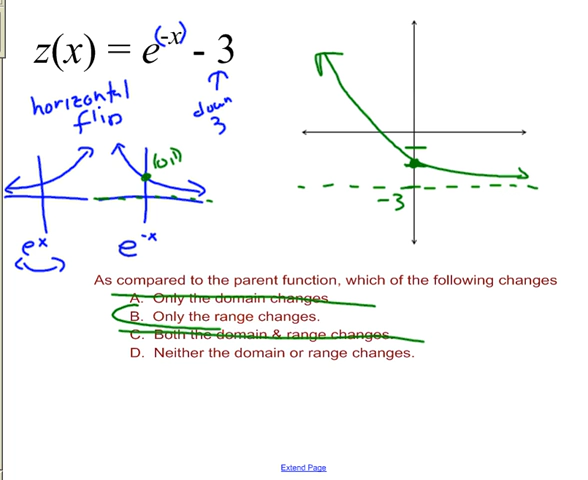 z(x) = e^(-x) - 3
horizontal
flip
down
3
(0,1)
-3
e^x
e^-x
As compared to the parent function, which of the following changes
A. Only the domain changes
B. Only the range changes.
C. Both the domain & range changes.
D. Neither the domain or range changes.
Extend Page